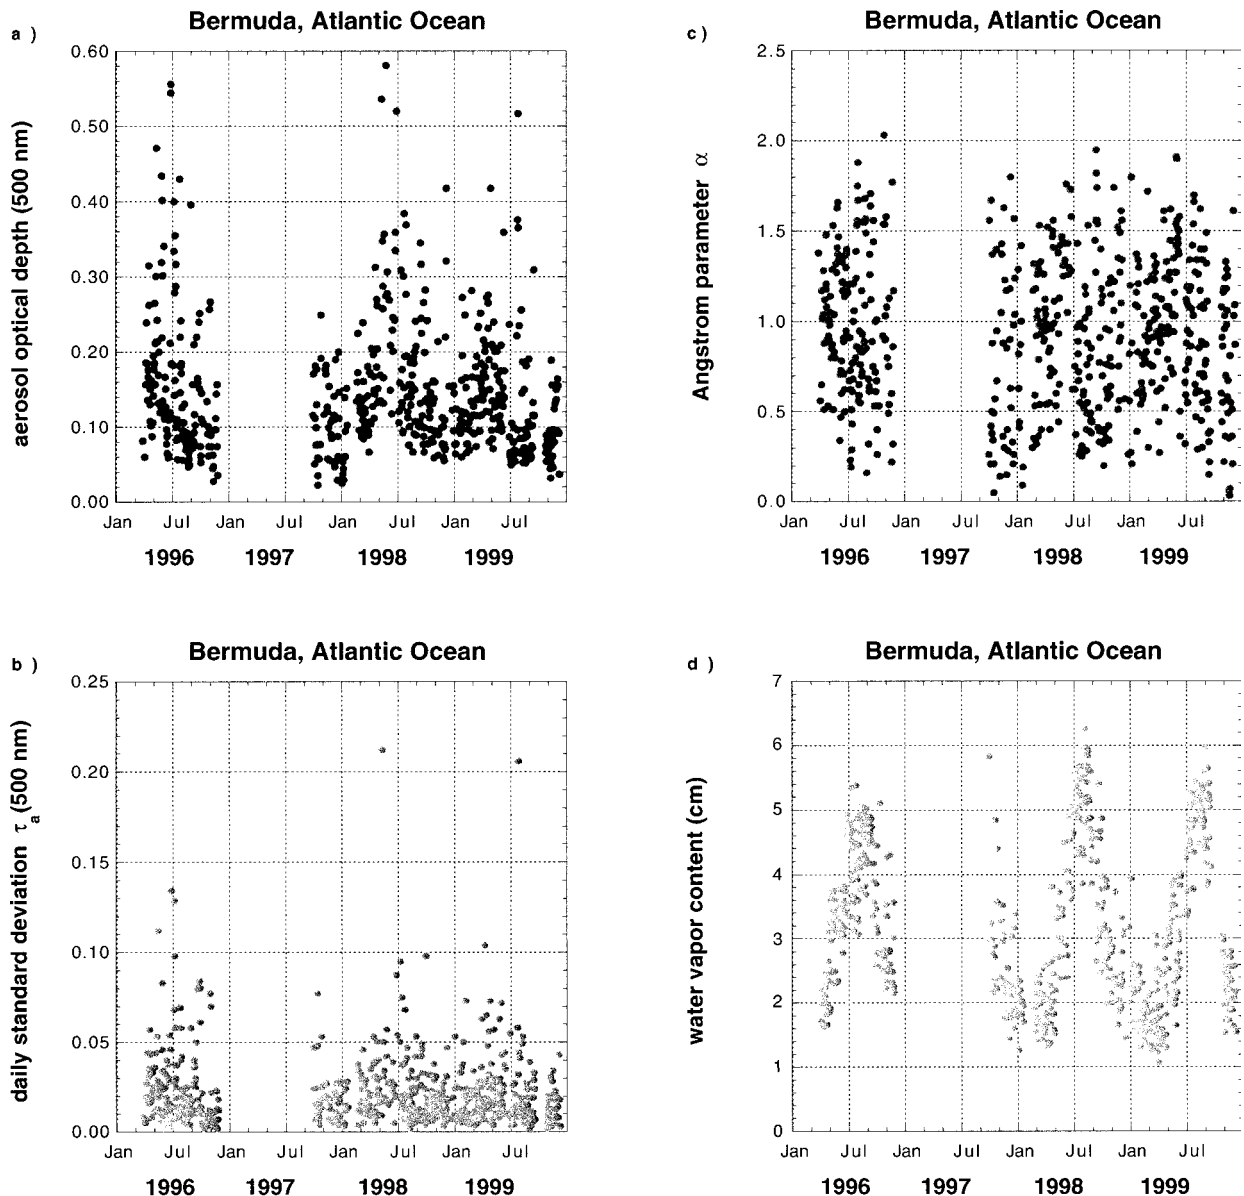 a )
Bermuda, Atlantic Ocean
aerosol optical depth (500 nm)
0.60
0.50
0.40
0.30
0.20
0.10
0.00
Jan Jul Jan Jul Jan Jul Jan Jul
1996 1997 1998 1999
c )
Bermuda, Atlantic Ocean
Angstrom parameter α
2.5
2.0
1.5
1.0
0.5
0.0
Jan Jul Jan Jul Jan Jul Jan Jul
1996 1997 1998 1999
b )
Bermuda, Atlantic Ocean
daily standard deviation τa (500 nm)
0.25
0.20
0.15
0.10
0.05
0.00
Jan Jul Jan Jul Jan Jul Jan Jul
1996 1997 1998 1999
d )
Bermuda, Atlantic Ocean
water vapor content (cm)
7
6
5
4
3
2
1
0
Jan Jul Jan Jul Jan Jul Jan Jul
1996 1997 1998 1999